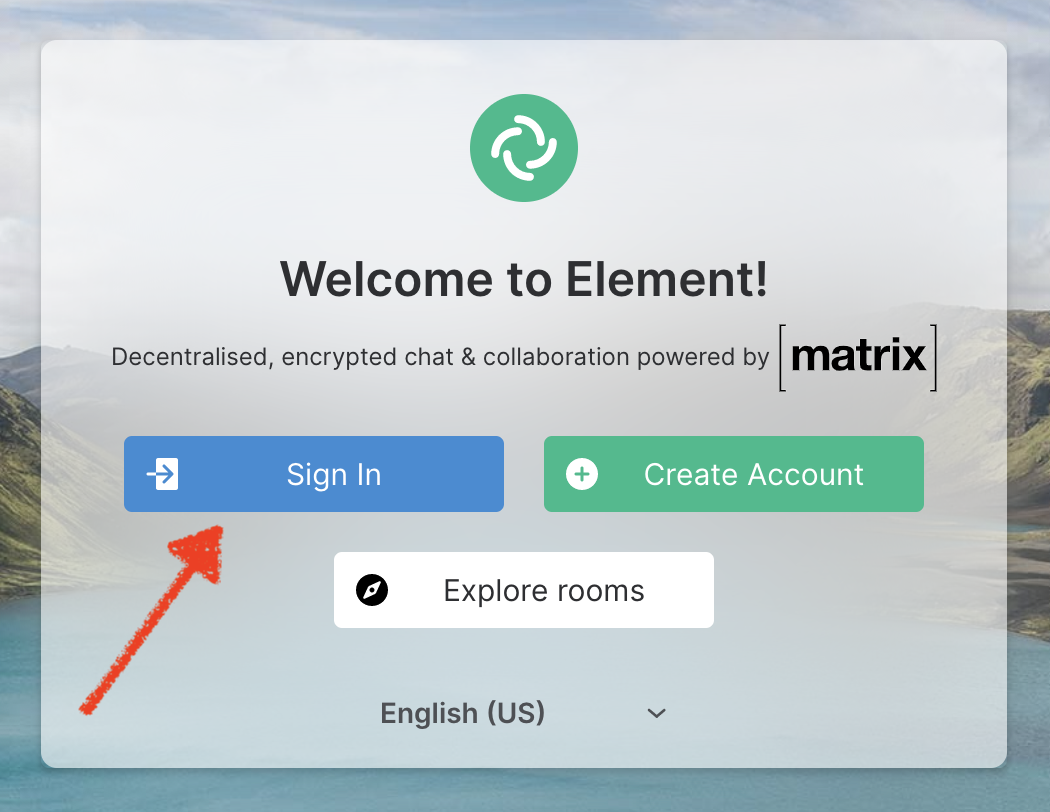 Welcome to Element!
Decentralised, encrypted chat & collaboration powered by [matrix]
Sign In
Create Account
Explore rooms
English (US)